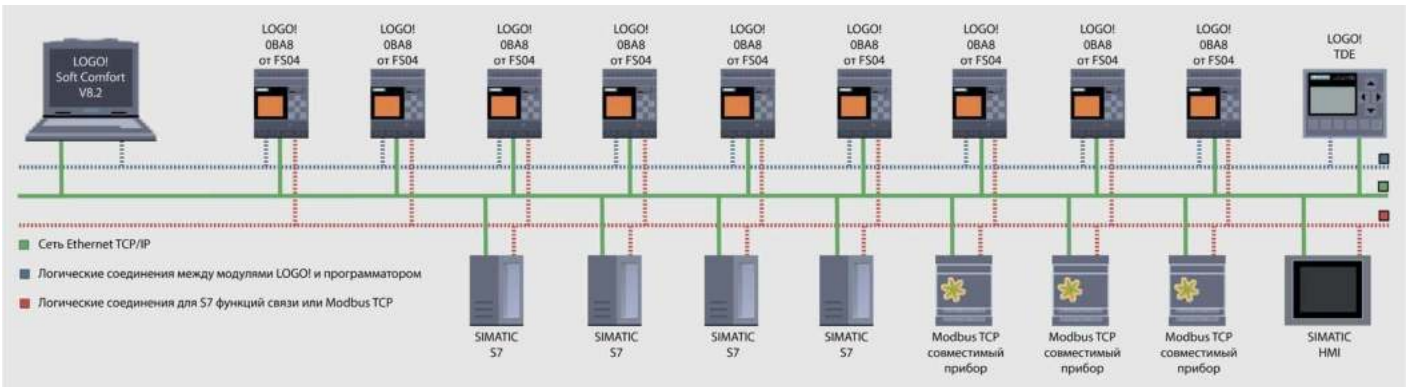 LOGO!
Soft Comfort
V8.2
LOGO!
0BA8
от FS04
LOGO!
0BA8
от FS04
LOGO!
0BA8
от FS04
LOGO!
0BA8
от FS04
LOGO!
0BA8
от FS04
LOGO!
0BA8
от FS04
LOGO!
0BA8
от FS04
LOGO!
0BA8
от FS04
LOGO!
0BA8
от FS04
LOGO!
TDE
Сеть Ethernet TCP/IP
Логические соединения между модулями LOGO! и программатором
Логические соединения для S7 функций связи или Modbus TCP
SIMATIC
S7
SIMATIC
S7
SIMATIC
S7
SIMATIC
S7
Modbus TCP
совместимый
прибор
Modbus TCP
совместимый
прибор
Modbus TCP
совместимый
прибор
SIMATIC
HMI